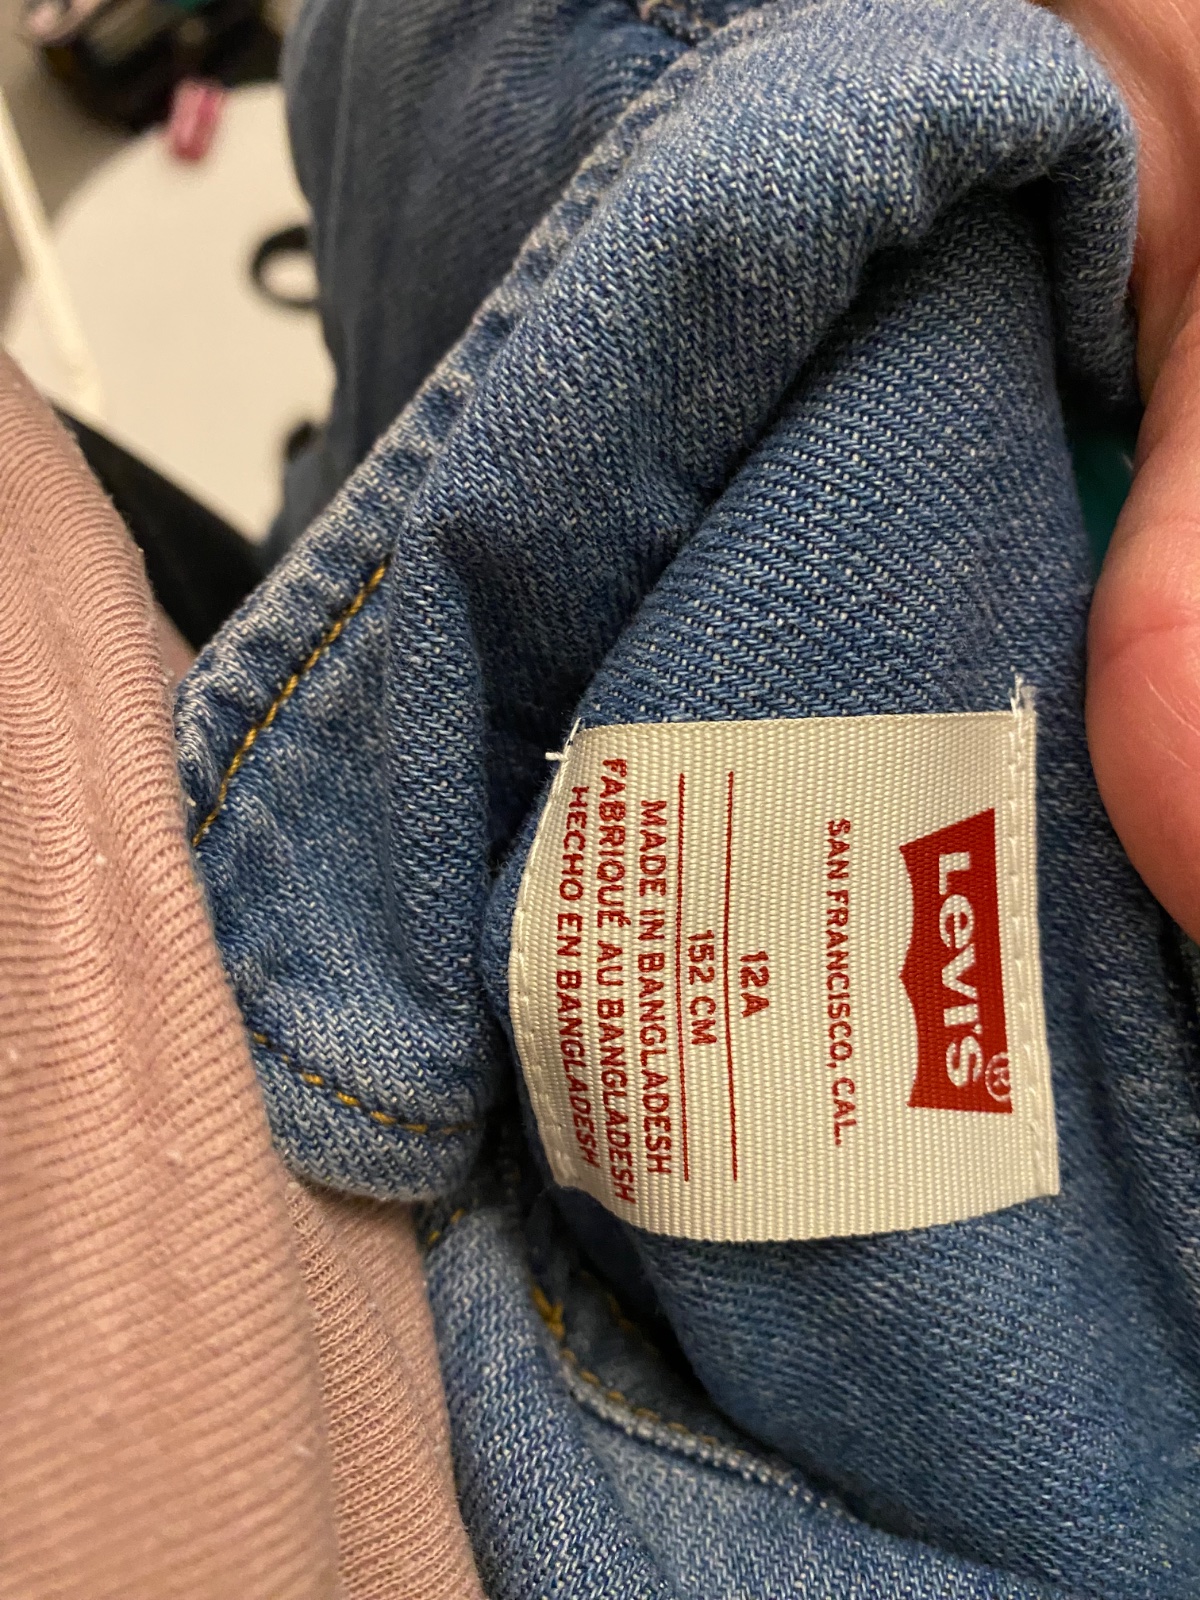 Levi's®
SAN FRANCISCO, CAL.
12A
152 CM
MADE IN BANGLADESH
FABRIQUÉ AU BANGLADESH
HECHO EN BANGLADESH